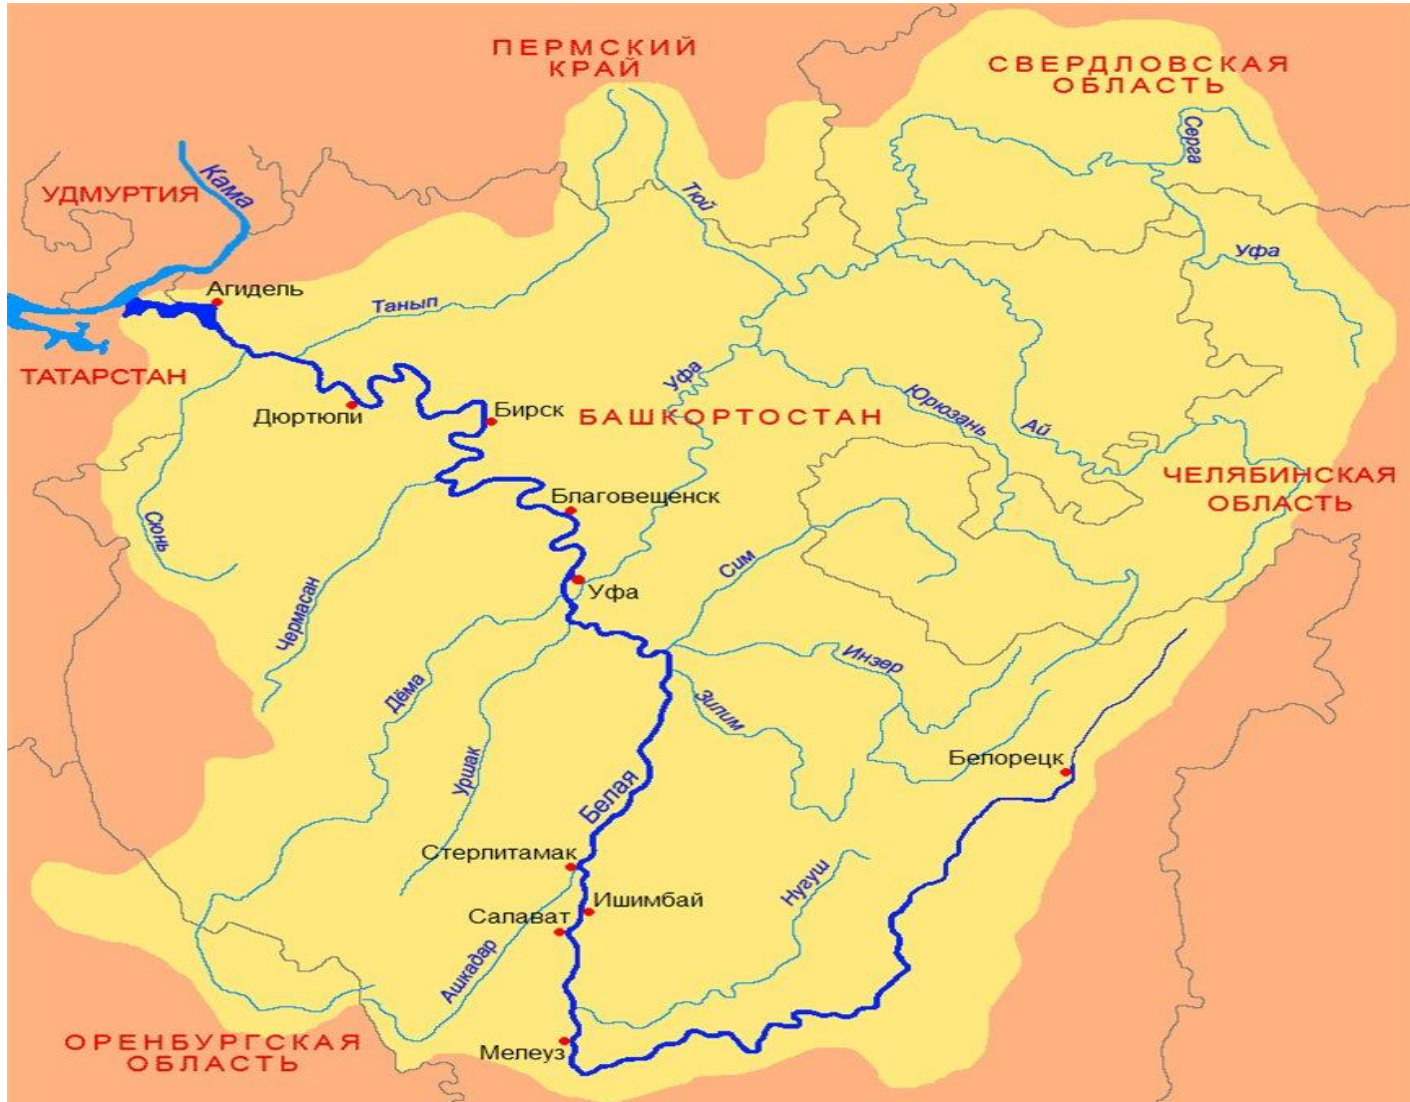 ПЕРМСКИЙ
КРАЙ
СВЕРДЛОВСКАЯ
ОБЛАСТЬ
Серга
Кама
УДМУРТИЯ
Тюй
Уфа
Агидель
Танып
ТАТАРСТАН
Уфа
Дюртюли
Бирск
БАШКОРТОСТАН
Юрюзань
Ай
ЧЕЛЯБИНСКАЯ
ОБЛАСТЬ
Благовещенск
Сюнь
Сим
Уфа
Чермасан
Инзер
Дёма
Зилим
Уршак
Белорецк
Белая
Стерлитамак
Нугуш
Ишимбай
Салават
Ашкадар
ОРЕНБУРГСКАЯ
ОБЛАСТЬ
Мелеуз